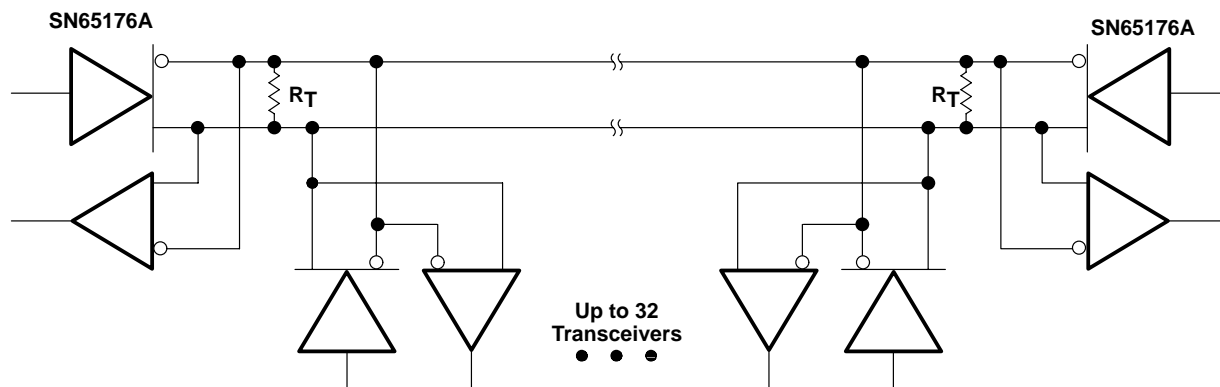 SN65176A
SN65176A
RT
RT
Up to 32
Transceivers